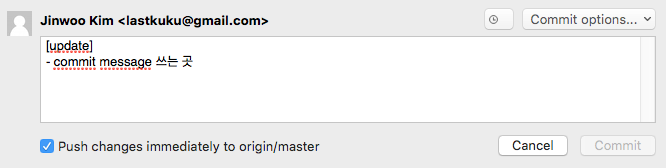 Jinwoo Kim <lastkuku@gmail.com>
Commit options...
[update]
- commit message 쓰는 곳
Push changes immediately to origin/master
Cancel
Commit